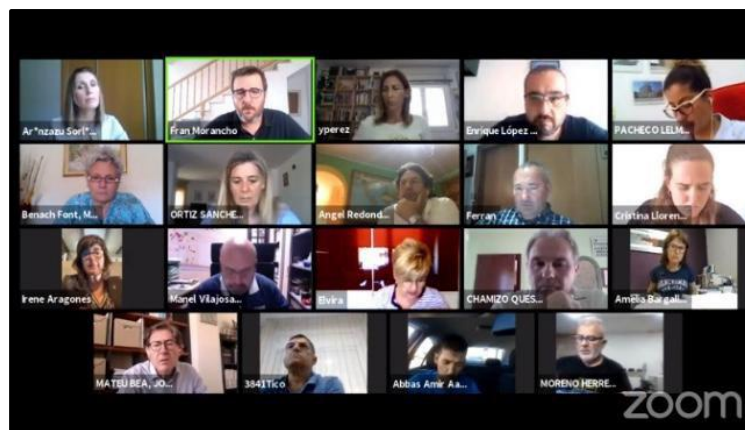 Ar*nzazu Sorl*...
Fran Morancho
yperez
Enrique López ...
PACHECO LELM...
Benach Font, M...
ORTIZ SANCHE...
Angel Redond...
Ferran
Cristina Lloren...
Irene Aragones
Manel Vilajosa...
Elvira
CHAMIZO QUES...
Amèlia Bargall...
MATEU BEA, JO...
3841Tico
Abbas Amir Aa...
MORENO HERRE...
zoom